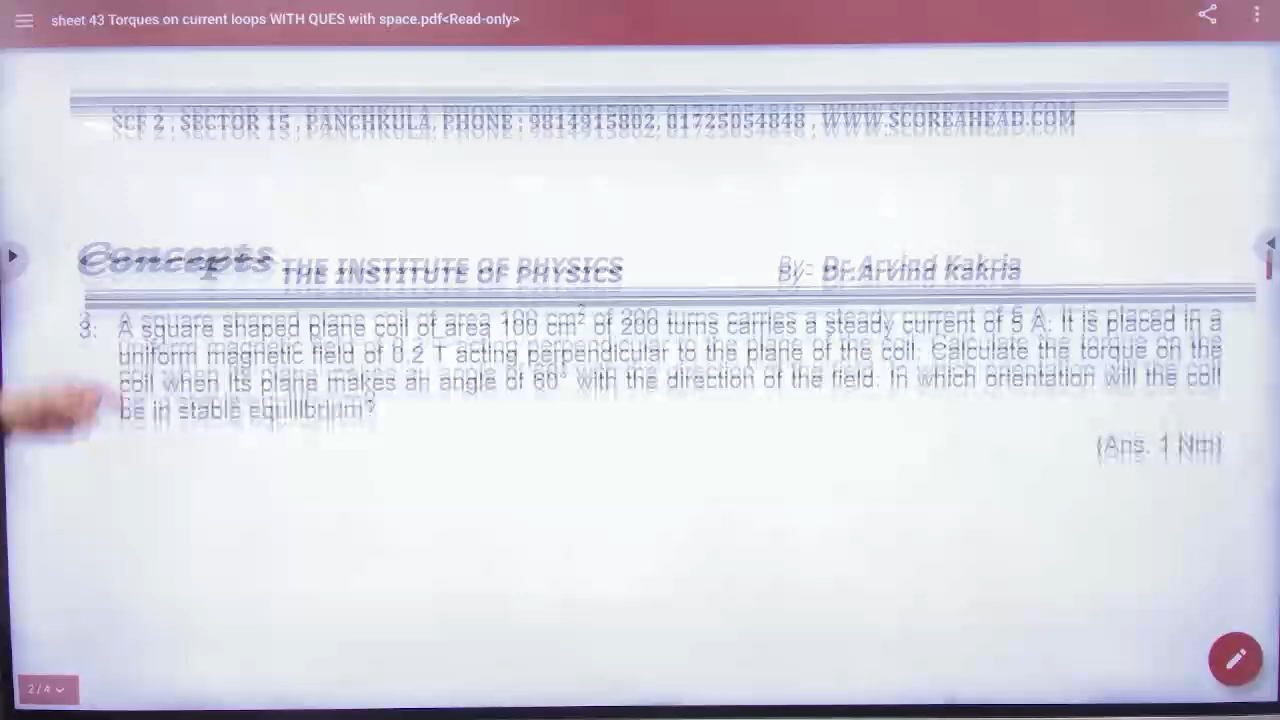 sheet 43 Torques on current loops WITH QUES with space.pdf<Read-only>
SCF 2 , SECTOR 15 , PANCHKULA, PHONE : 9814915802, 01725054848 , WWW.SCOREAHEAD.COM
Concepts THE INSTITUTE OF PHYSICS By:- Dr.Arvind Kakria
3. A square shaped plane coil of area 100 cm² of 200 turns carries a steady current of 5 A. It is placed in a
uniform magnetic field of 0.2 T acting perpendicular to the plane of the coil. Calculate the torque on the
coil when its plane makes an angle of 60° with the direction of the field. In which orientation will the coil
be in stable equilibrium?
(Ans. 1 Nm)
2 / 4